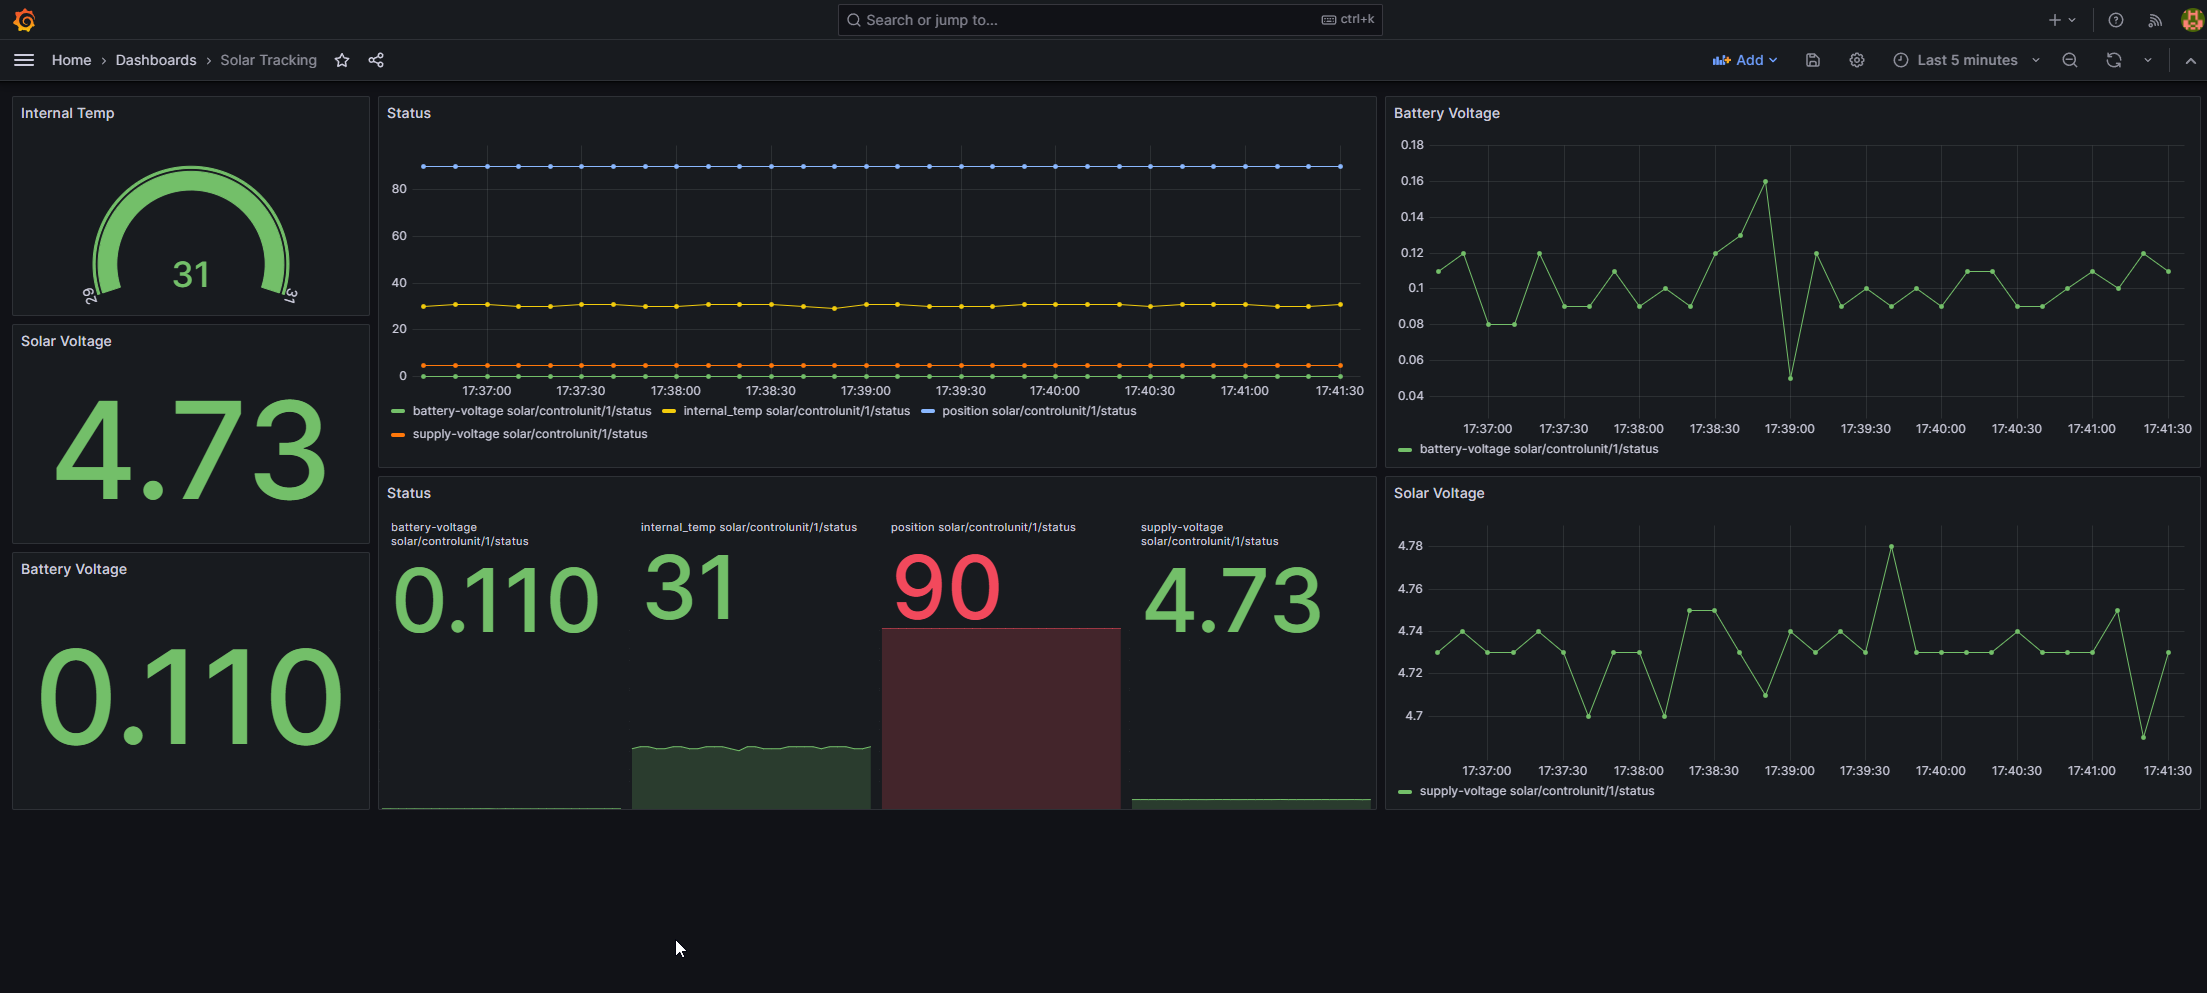 Search or jump to...
ctrl+k
Home › Dashboards › Solar Tracking
Add
Last 5 minutes
Internal Temp
31
29
31
Solar Voltage
4.73
Battery Voltage
0.110
Status
80
60
40
20
0
17:37:00 17:37:30 17:38:00 17:38:30 17:39:00 17:39:30 17:40:00 17:40:30 17:41:00 17:41:30
battery-voltage solar/controlunit/1/status internal_temp solar/controlunit/1/status position solar/controlunit/1/status
supply-voltage solar/controlunit/1/status
Status
battery-voltage
solar/controlunit/1/status
0.110
internal_temp solar/controlunit/1/status
31
position solar/controlunit/1/status
90
supply-voltage
solar/controlunit/1/status
4.73
Battery Voltage
0.18
0.16
0.14
0.12
0.1
0.08
0.06
0.04
17:37:00 17:37:30 17:38:00 17:38:30 17:39:00 17:39:30 17:40:00 17:40:30 17:41:00 17:41:30
battery-voltage solar/controlunit/1/status
Solar Voltage
4.78
4.76
4.74
4.72
4.7
17:37:00 17:37:30 17:38:00 17:38:30 17:39:00 17:39:30 17:40:00 17:40:30 17:41:00 17:41:30
supply-voltage solar/controlunit/1/status